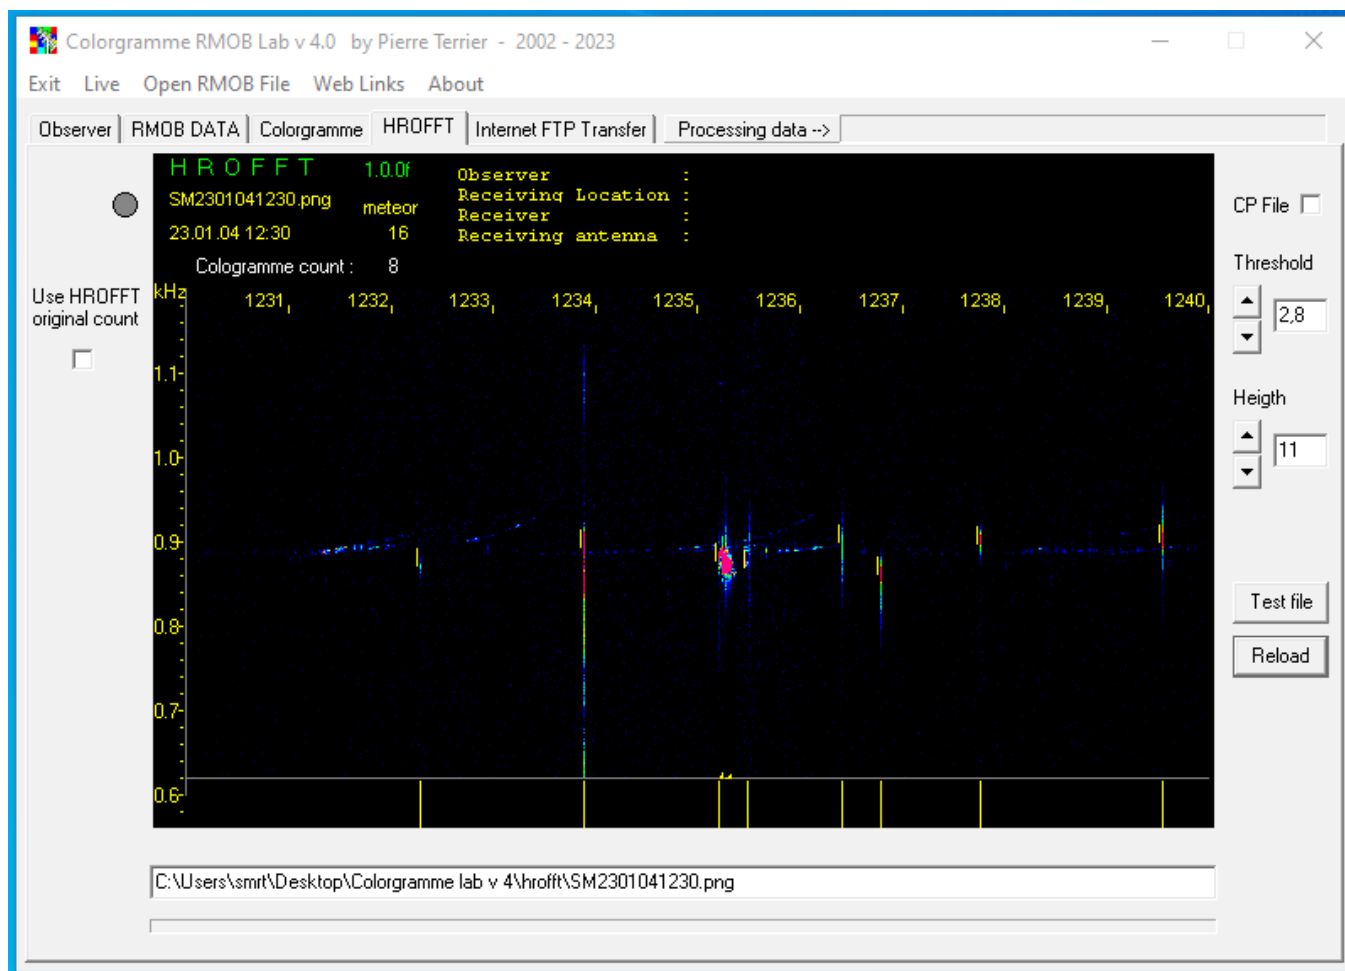 Colorgramme RMOB Lab v 4.0 by Pierre Terrier - 2002 - 2023
Exit Live Open RMOB File Web Links About
Observer RMOB DATA Colorgramme HROFFT Internet FTP Transfer Processing data -->
H R O F F T 1.0.0f
SM2301041230.png meteor
23.01.04 12:30 16
Observer :
Receiving Location :
Receiver :
Receiving antenna :
Cologramme count : 8
CP File
Threshold
2,8
Heigth
11
Use HROFFT
original count
kHz 1231 1232 1233 1234 1235 1236 1237 1238 1239 1240
1.1
1.0
0.9
0.8
0.7
0.6
Test file
Reload
C:\Users\smrt\Desktop\Colorgramme lab v 4\hrofft\SM2301041230.png